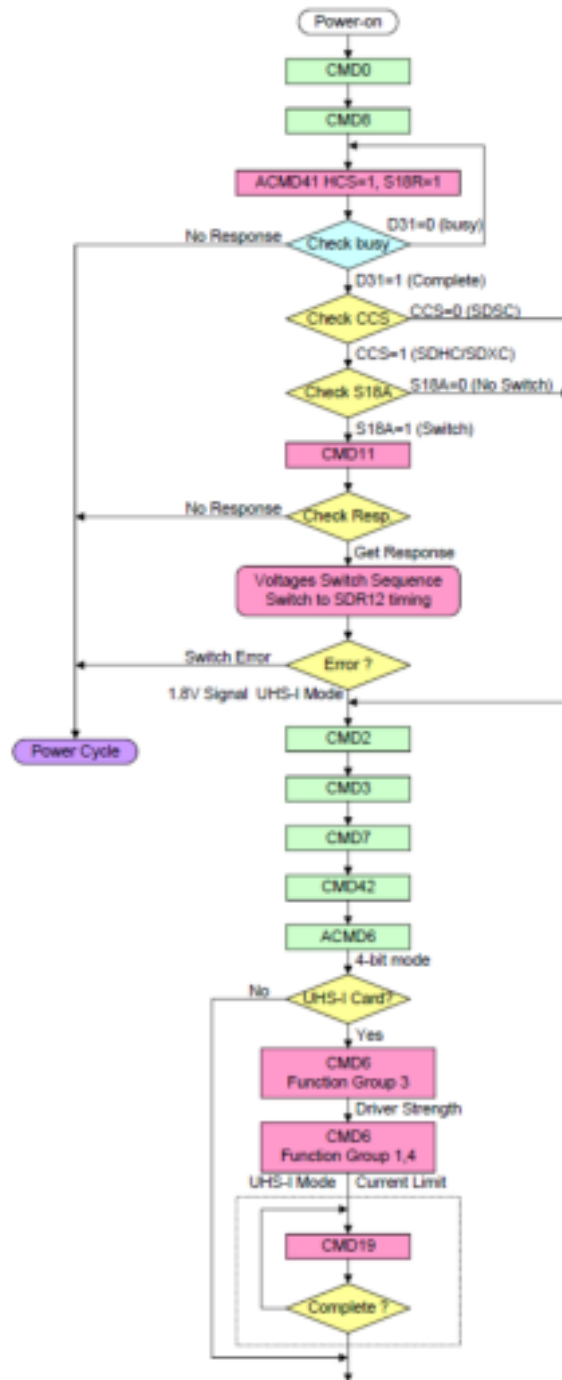 Power-on
CMD0
CMD8
ACMD41 HCS=1, S18R=1
D31=0 (busy)
No Response
Check busy
D31=1 (Complete)
Check CCS
CCS=0 (SDSC)
CCS=1 (SDHC/SDXC)
Check S18A
S18A=0 (No Switch)
S18A=1 (Switch)
CMD11
No Response
Check Resp.
Get Response
Voltages Switch Sequence
Switch to SDR12 timing
Switch Error
Error ?
1.8V Signal UHS-I Mode
Power Cycle
CMD2
CMD3
CMD7
CMD42
ACMD6
4-bit mode
No
UHS-I Card?
Yes
CMD6
Function Group 3
Driver Strength
CMD6
Function Group 1,4
UHS-I Mode
Current Limit
CMD19
Complete ?